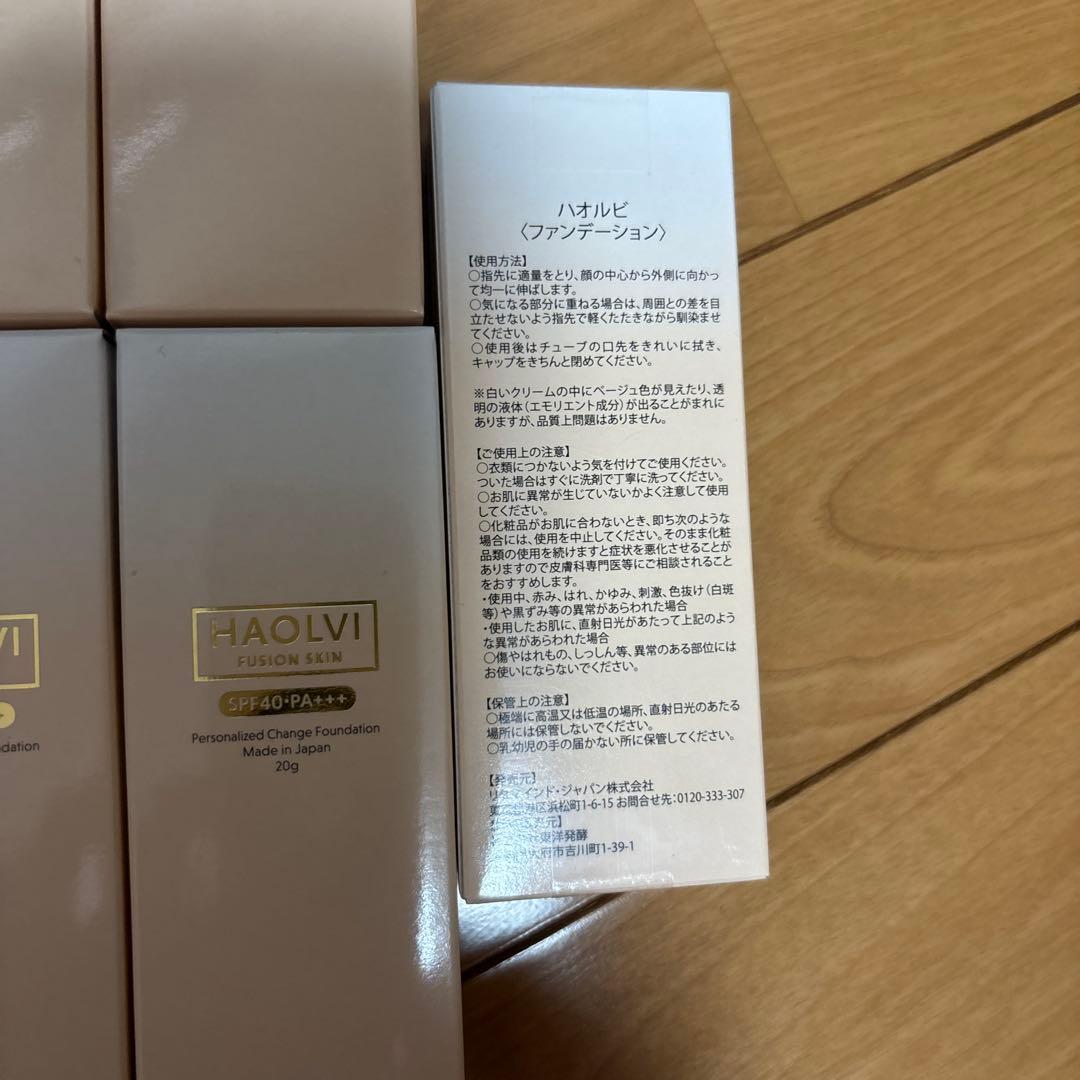 VI
dation
HAOLVI
FUSION SKIN
SPF40･PA+++
Personalized Change Foundation
Made in Japan
20g
ハオルビ
〈ファンデーション〉
【使用方法】
○指先に適量をとり、顔の中心から外側に向かっ
て均一に伸ばします。
○気になる部分に重ねる場合は、周囲との差を目
立たせないよう指先で軽くたたきながら馴染ませ
てください。
○使用後はチューブの口先をきれいに拭き、
キャップをきちんと閉めてください。
※白いクリームの中にベージュ色が見えたり、透
明の液体(エモリエント成分)が出ることがまれに
ありますが、品質上問題はありません。
【ご使用上の注意】
○衣類につかないよう気を付けてご使用ください。
ついた場合はすぐに洗剤で丁寧に洗ってください。
○お肌に異常が生じていないかよく注意して使用
してください。
○化粧品がお肌に合わないとき、即ち次のような
場合には、使用を中止してください。そのまま化粧
品類の使用を続けますと症状を悪化させることが
ありますので皮膚科専門医等にご相談されること
をおすすめします。
・使用中、赤み、はれ、かゆみ、刺激、色抜け(白斑
等)や黒ずみ等の異常があらわれた場合
・使用したお肌に、直射日光があたって上記のよう
な異常があらわれた場合
○傷やはれもの、しっしん等、異常のある部位には
お使いにならないでください。
【保管上の注意】
○極端に高温又は低温の場所、直射日光のあたる
場所には保管しないでください。
○乳幼児の手の届かない所に保管してください。
【発売元】
インド・ジャパン株式会社
区浜松町1-6-15 お問合せ先:0120-333-307
元】
東洋発酵
府市吉川町1-39-1